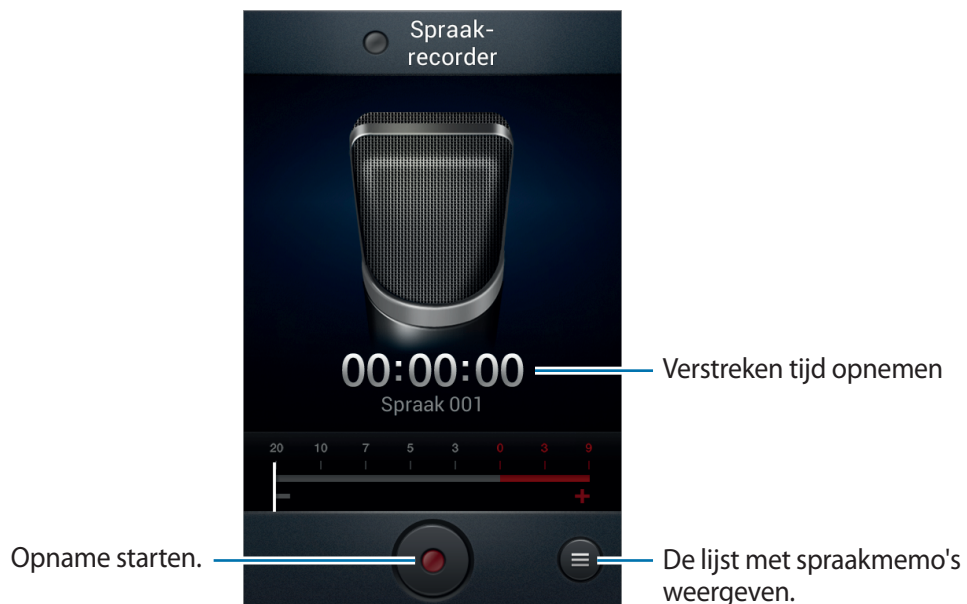 Spraak-
recorder
00:00:00
Verstreken tijd opnemen
Spraak 001
20 10 7 5 3 0 3 9
− +
Opname starten.
De lijst met spraakmemo's
weergeven.